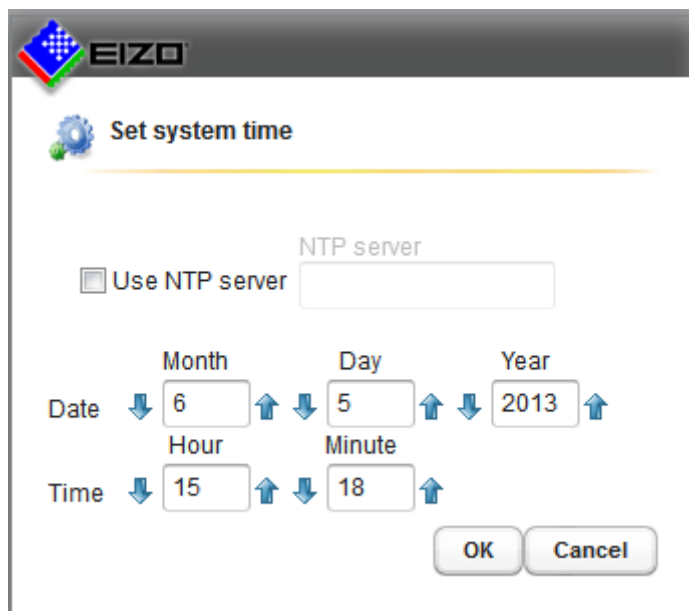 EIZO
Set system time
NTP server
Use NTP server
Month Day Year
Date 6 5 2013
Hour Minute
Time 15 18
OK Cancel